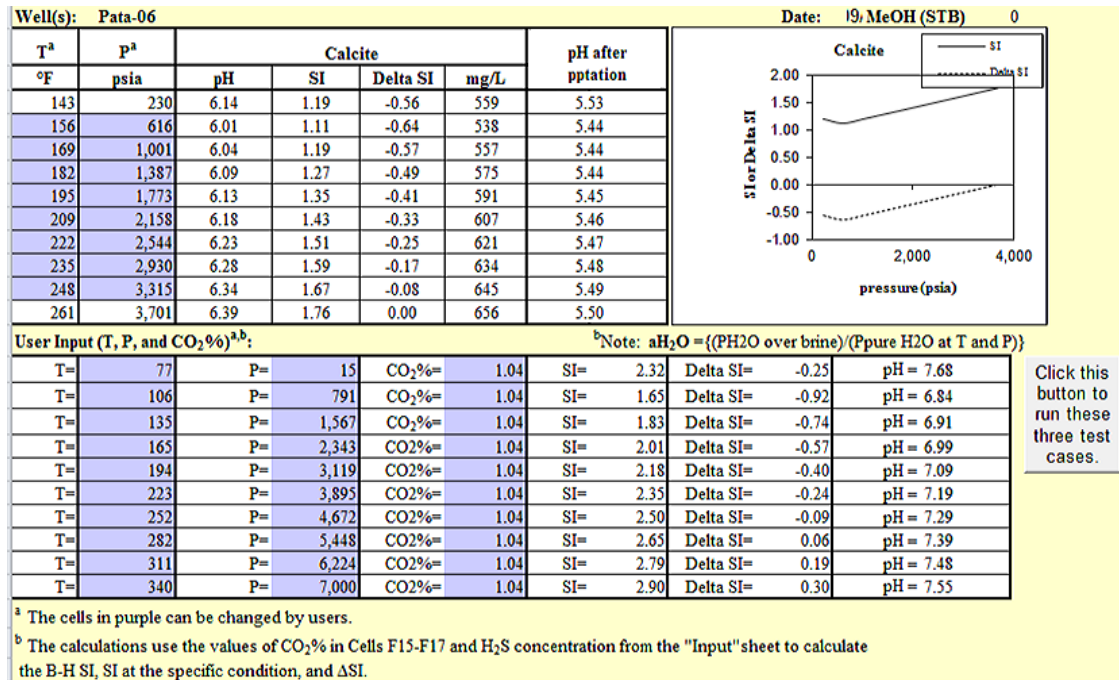 Well(s): Pata-06 Date: 19/ MeOH (STB) 0
Tᵃ Pᵃ Calcite pH after pptation
°F psia pH SI Delta SI mg/L
143 230 6.14 1.19 -0.56 559 5.53
156 616 6.01 1.11 -0.64 538 5.44
169 1,001 6.04 1.19 -0.57 557 5.44
182 1,387 6.09 1.27 -0.49 575 5.44
195 1,773 6.13 1.35 -0.41 591 5.45
209 2,158 6.18 1.43 -0.33 607 5.46
222 2,544 6.23 1.51 -0.25 621 5.47
235 2,930 6.28 1.59 -0.17 634 5.48
248 3,315 6.34 1.67 -0.08 645 5.49
261 3,701 6.39 1.76 0.00 656 5.50
Calcite
SI
Delta SI
SI or Delta SI
2.00
1.50
1.00
0.50
0.00
-0.50
-1.00
0 2,000 4,000
pressure (psia)
User Input (T, P, and CO₂%)ᵃ,ᵇ: ᵇNote: aH₂O ={(PH2O over brine)/(Ppure H2O at T and P)}
T= 77 P= 15 CO₂%= 1.04 SI= 2.32 Delta SI= -0.25 pH = 7.68
T= 106 P= 791 CO₂%= 1.04 SI= 1.65 Delta SI= -0.92 pH = 6.84
T= 135 P= 1,567 CO₂%= 1.04 SI= 1.83 Delta SI= -0.74 pH = 6.91
T= 165 P= 2,343 CO2%= 1.04 SI= 2.01 Delta SI= -0.57 pH = 6.99
T= 194 P= 3,119 CO2%= 1.04 SI= 2.18 Delta SI= -0.40 pH = 7.09
T= 223 P= 3,895 CO2%= 1.04 SI= 2.35 Delta SI= -0.24 pH = 7.19
T= 252 P= 4,672 CO2%= 1.04 SI= 2.50 Delta SI= -0.09 pH = 7.29
T= 282 P= 5,448 CO2%= 1.04 SI= 2.65 Delta SI= 0.06 pH = 7.39
T= 311 P= 6,224 CO2%= 1.04 SI= 2.79 Delta SI= 0.19 pH = 7.48
T= 340 P= 7,000 CO2%= 1.04 SI= 2.90 Delta SI= 0.30 pH = 7.55
Click this
button to
run these
three test
cases.
ᵃ The cells in purple can be changed by users.
ᵇ The calculations use the values of CO₂% in Cells F15-F17 and H₂S concentration from the "Input"sheet to calculate
the B-H SI, SI at the specific condition, and ΔSI.